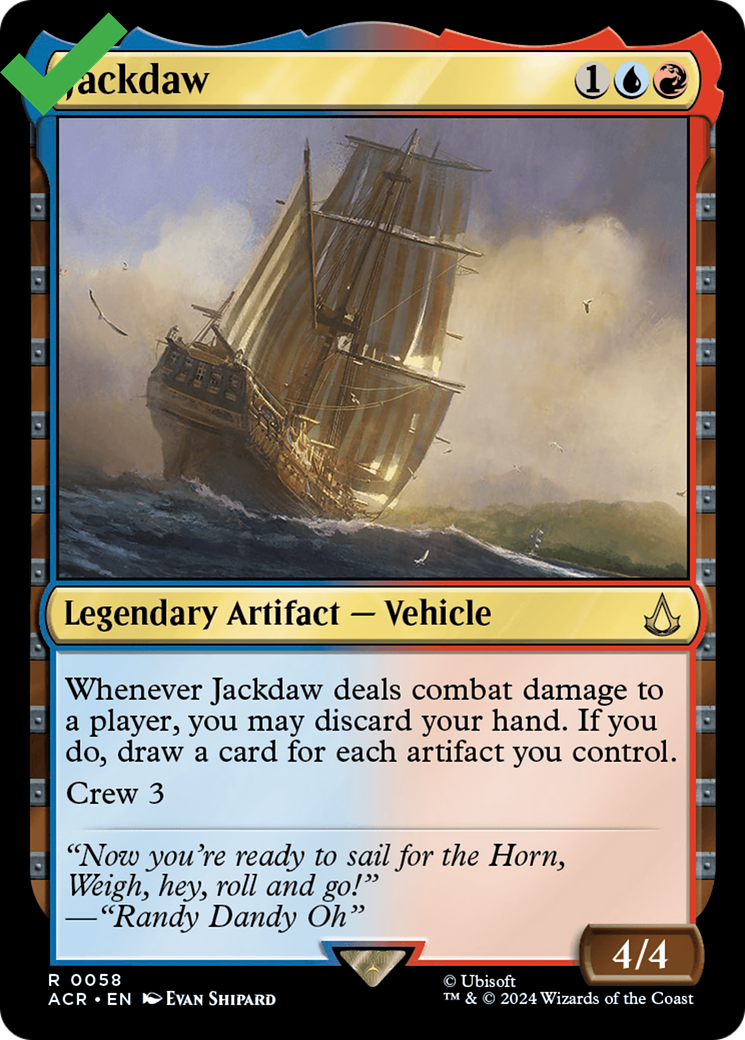 Jackdaw 1
Legendary Artifact — Vehicle
Whenever Jackdaw deals combat damage to
a player, you may discard your hand. If you
do, draw a card for each artifact you control.
Crew 3
“Now you’re ready to sail for the Horn,
Weigh, hey, roll and go!”
—“Randy Dandy Oh”
4/4
R 0058
ACR • EN Evan Shipard
© Ubisoft
™ & © 2024 Wizards of the Coast